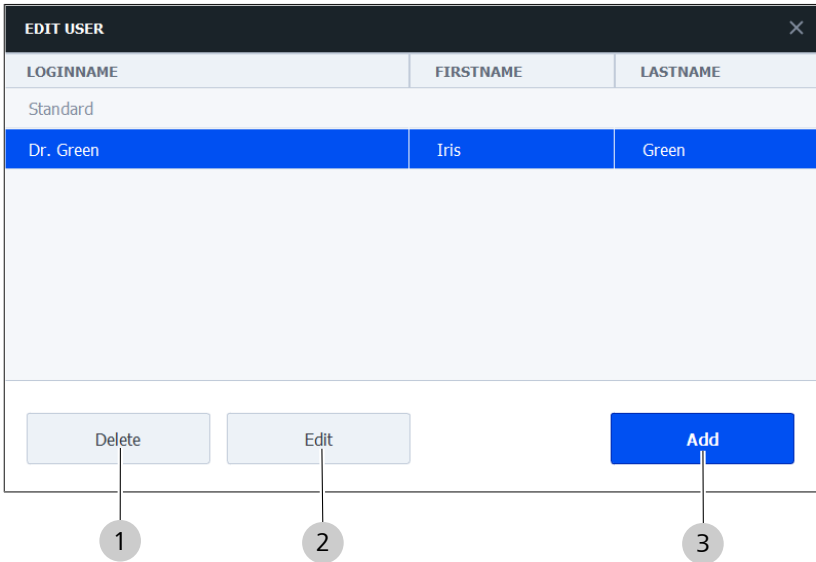 EDIT USER
LOGINNAME FIRSTNAME LASTNAME
Standard
Dr. Green Iris Green
Delete Edit Add
1 2 3